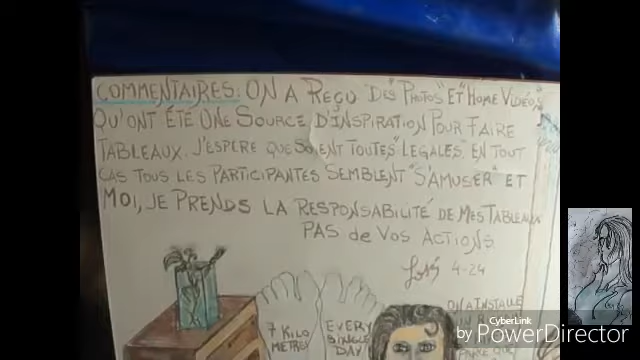 COMMENTAIRES: ON A REÇU DES "PHOTOS" ET "HOME VIDÉOS"
QU'ONT ÉTÉ UNE SOURCE D'INSPIRATION POUR FAIRE
TABLEAUX. J'ESPERE QUE SOIENT TOUTES "LEGALES" EN TOUT
CAS TOUS LES PARTICIPANTES SEMBLENT "S'AMUSER" ET
MOI, JE PRENDS LA RESPONSABILITÉ DE MES TABLEAUX
PAS de VOS ACTIONS
4-24
7 KILO
METRES
EVERY
DAY
ON A INSTALLE
CyberLink
by PowerDirector